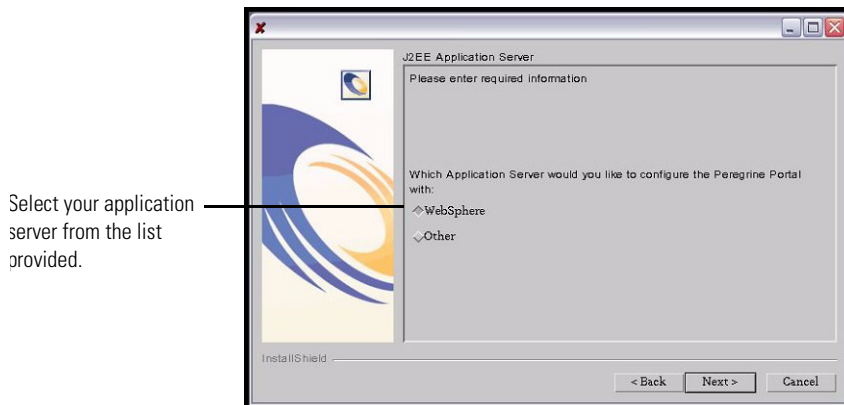 J2EE Application Server
Please enter required information
Which Application Server would you like to configure the Peregrine Portal
with:
WebSphere
Other
Select your application
server from the list
provided.
InstallShield
< Back
Next >
Cancel